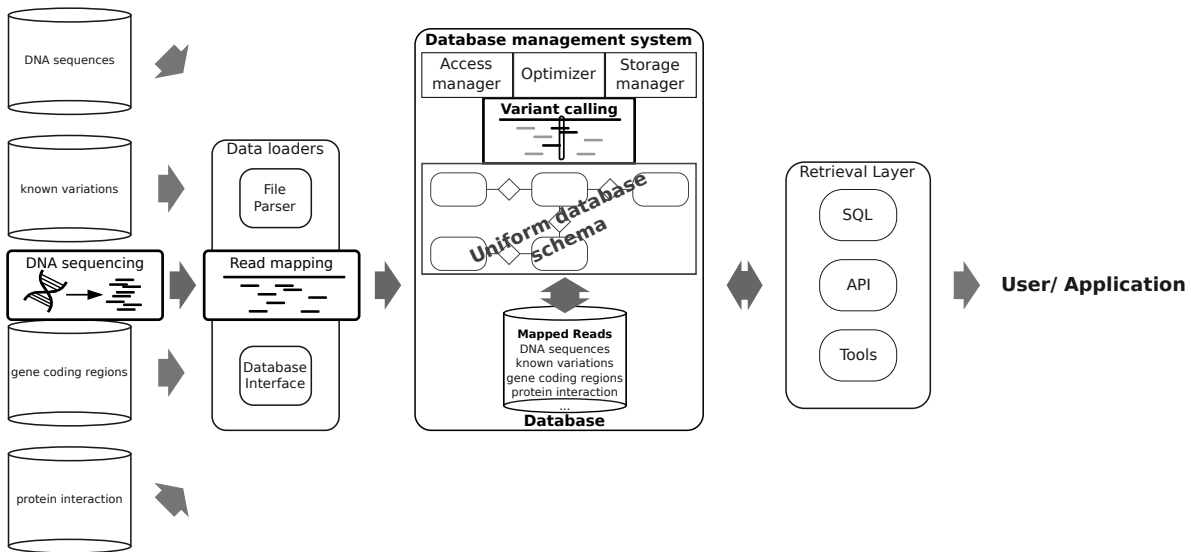 DNA sequences
known variations
DNA sequencing
gene coding regions
protein interaction
Data loaders
File
Parser
Read mapping
Database
Interface
Database management system
Access
manager
Optimizer
Storage
manager
Variant calling
Uniform database
schema
Mapped Reads
DNA sequences
known variations
gene coding regions
protein interaction
...
Database
Retrieval Layer
SQL
API
Tools
User/ Application